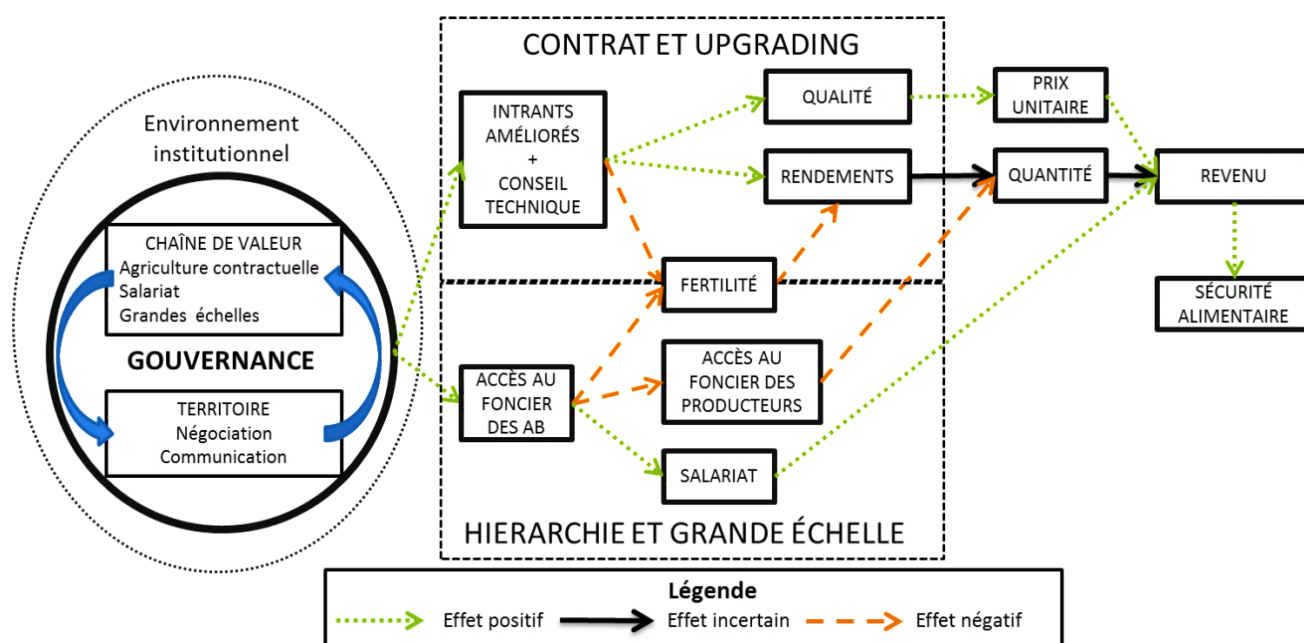 CONTRAT ET UPGRADING
Environnement
institutionnel
CHAÎNE DE VALEUR
Agriculture contractuelle
Salariat
Grandes échelles
GOUVERNANCE
TERRITOIRE
Négociation
Communication
INTRANTS
AMÉLIORÉS
+
CONSEIL
TECHNIQUE
QUALITÉ
PRIX
UNITAIRE
RENDEMENTS
QUANTITÉ
REVENU
FERTILITÉ
SÉCURITÉ
ALIMENTAIRE
ACCÈS AU
FONCIER
DES AB
ACCÈS AU
FONCIER DES
PRODUCTEURS
SALARIAT
HIERARCHIE ET GRANDE ÉCHELLE
Légende
Effet positif
Effet incertain
Effet négatif